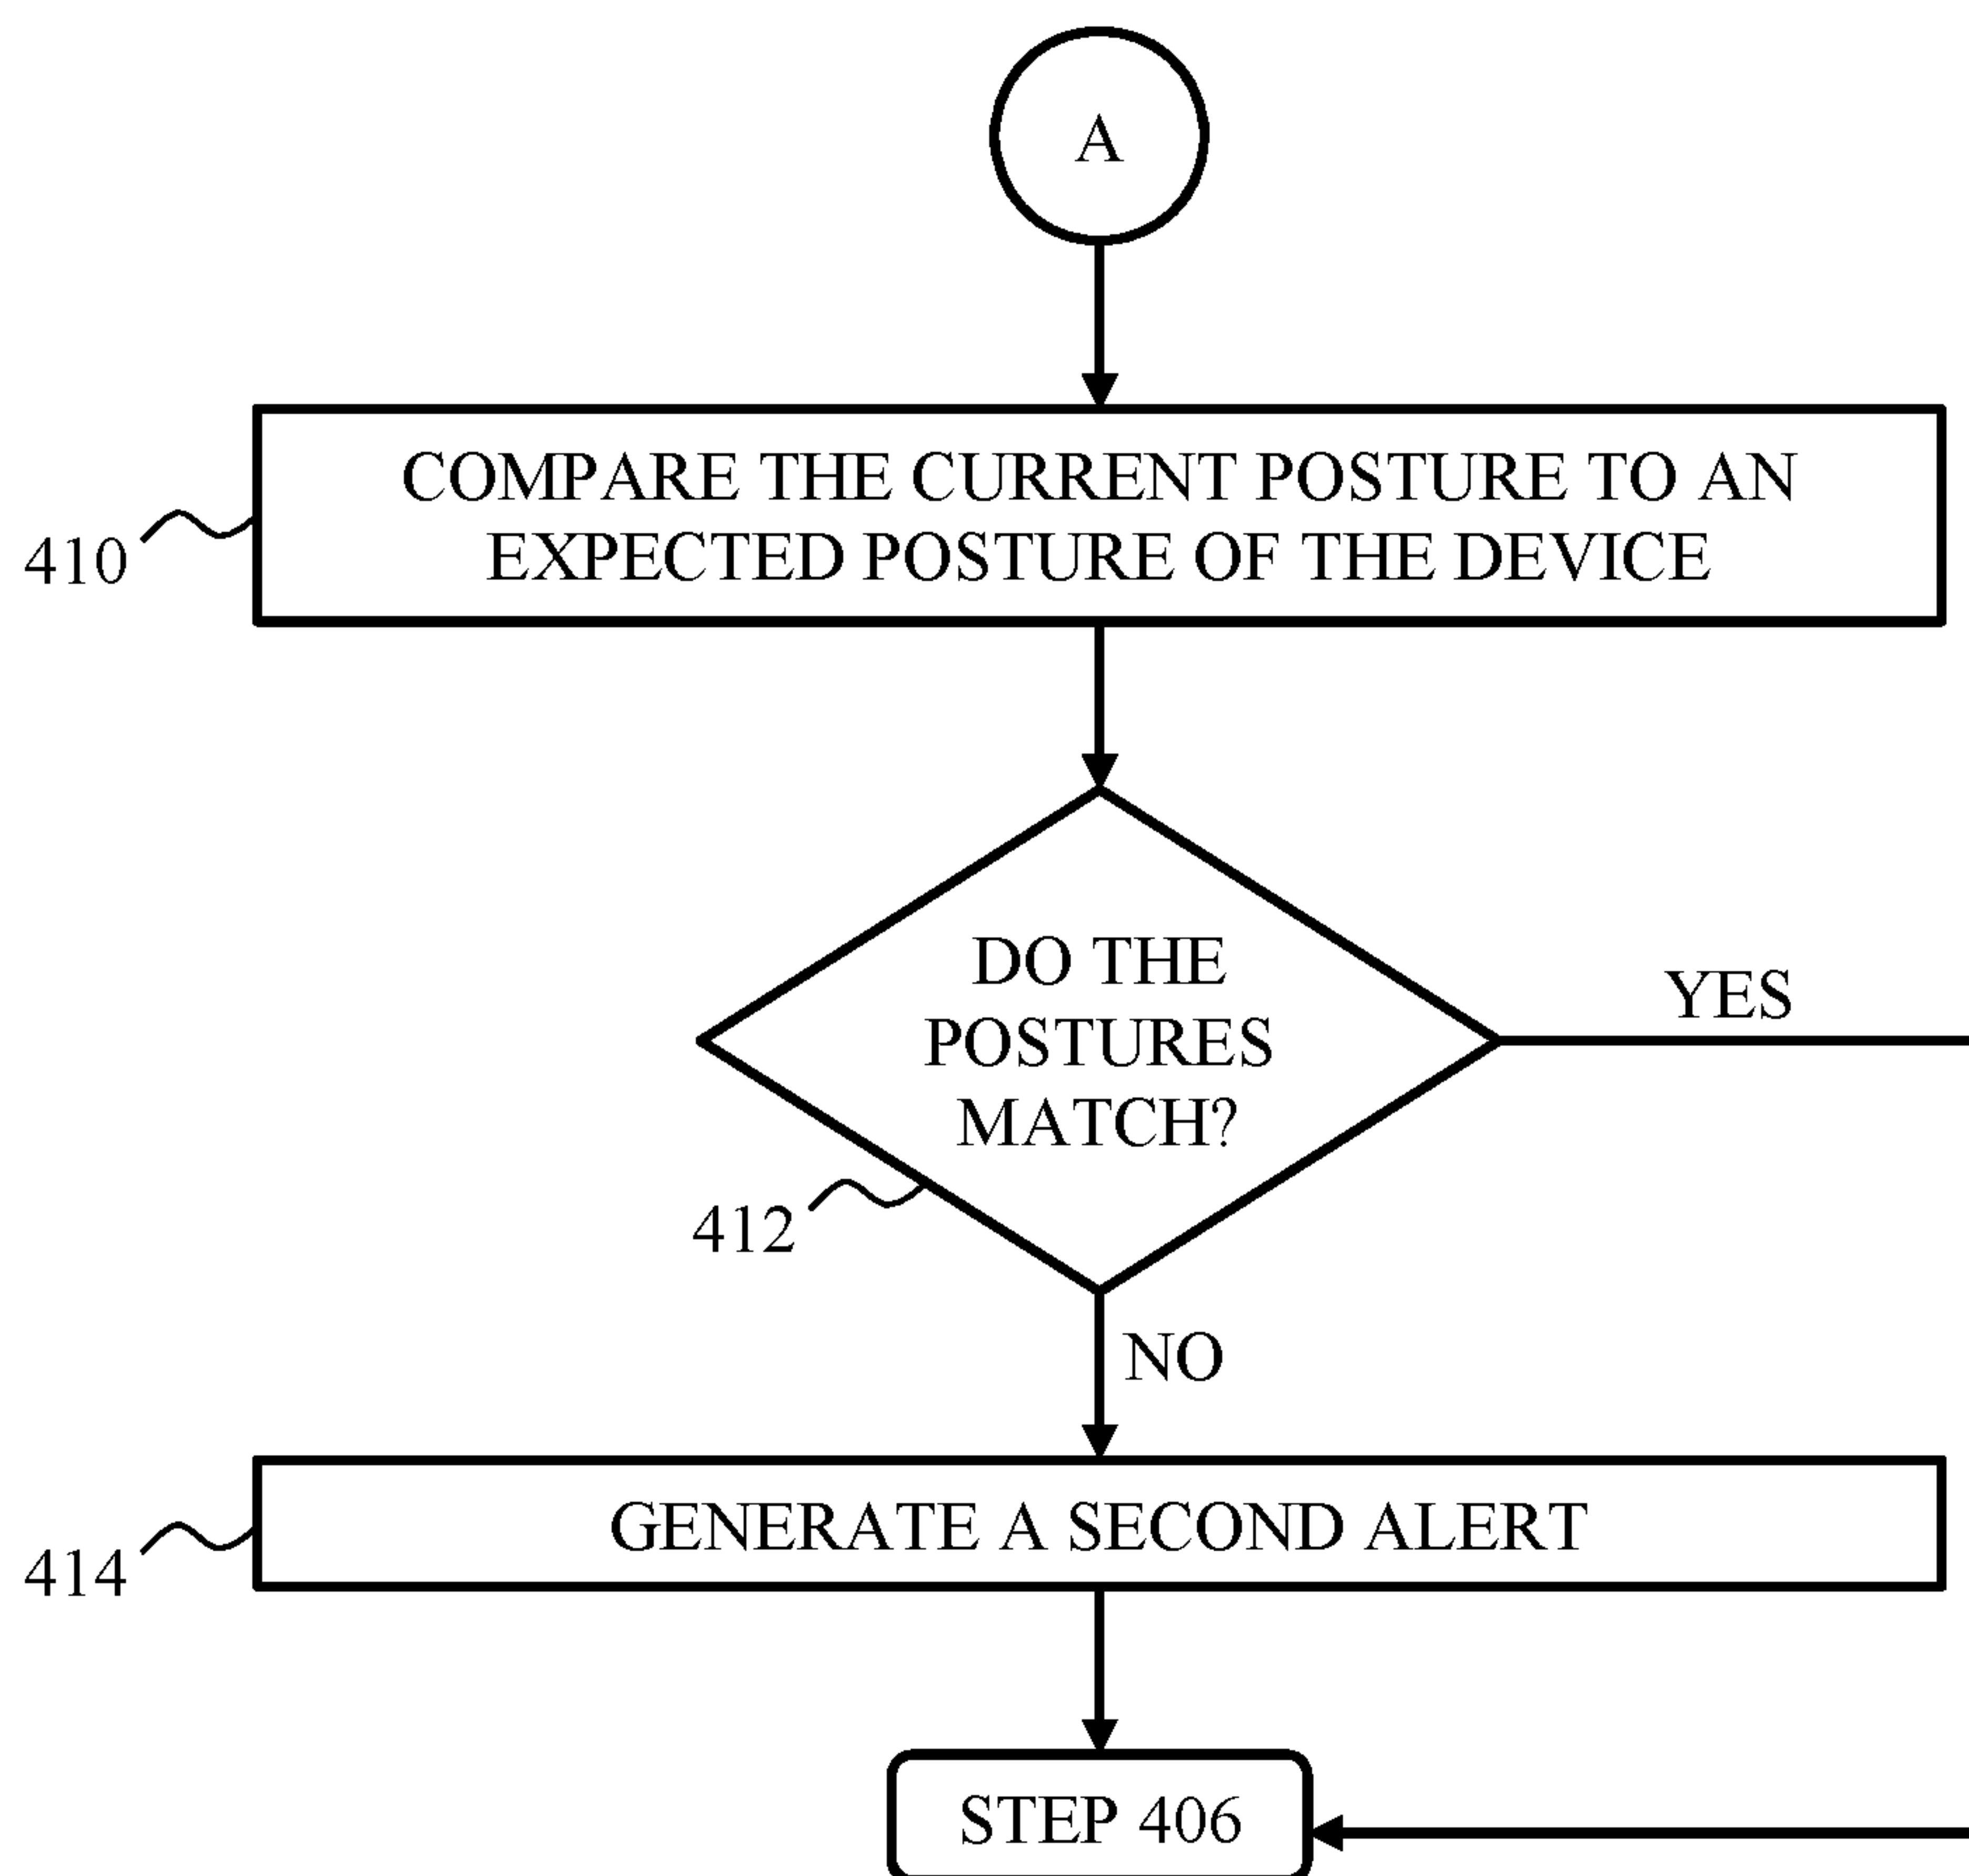 A
COMPARE THE CURRENT POSTURE TO AN
EXPECTED POSTURE OF THE DEVICE
410
DO THE
POSTURES
MATCH?
YES
412
NO
GENERATE A SECOND ALERT
414
STEP 406